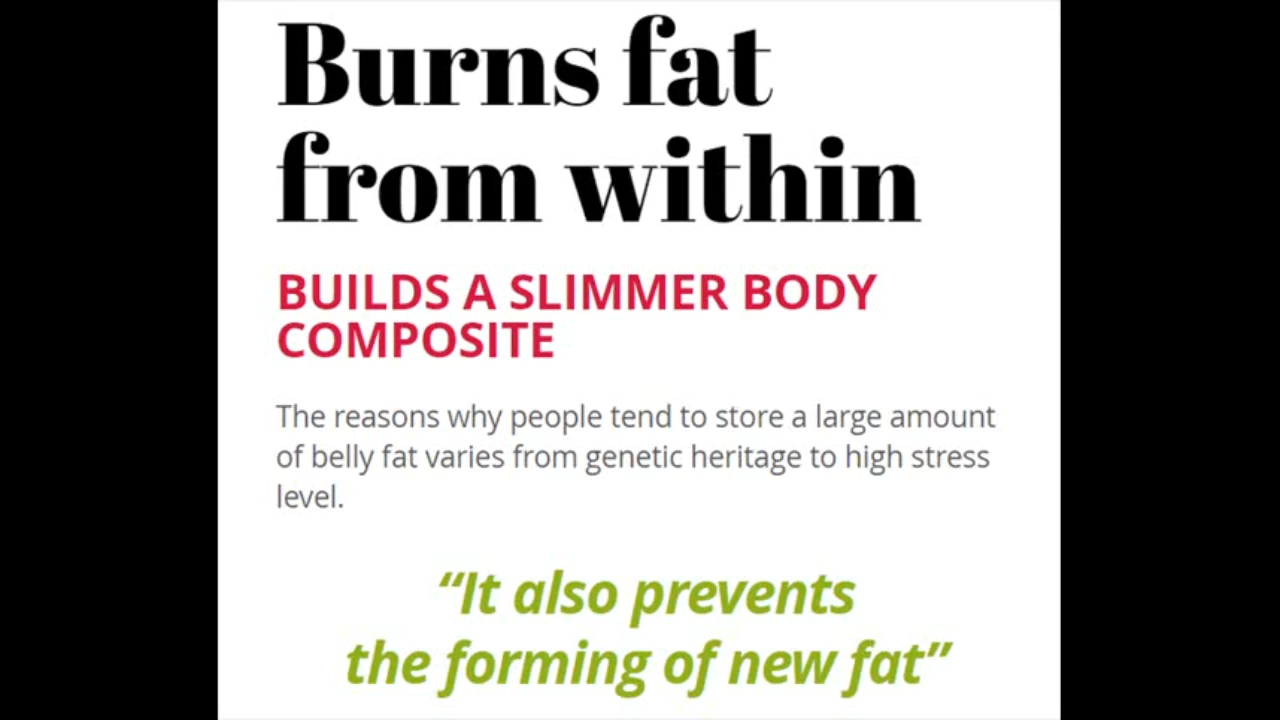 Burns fat
from within
BUILDS A SLIMMER BODY
COMPOSITE
The reasons why people tend to store a large amount
of belly fat varies from genetic heritage to high stress
level.
“It also prevents
the forming of new fat”